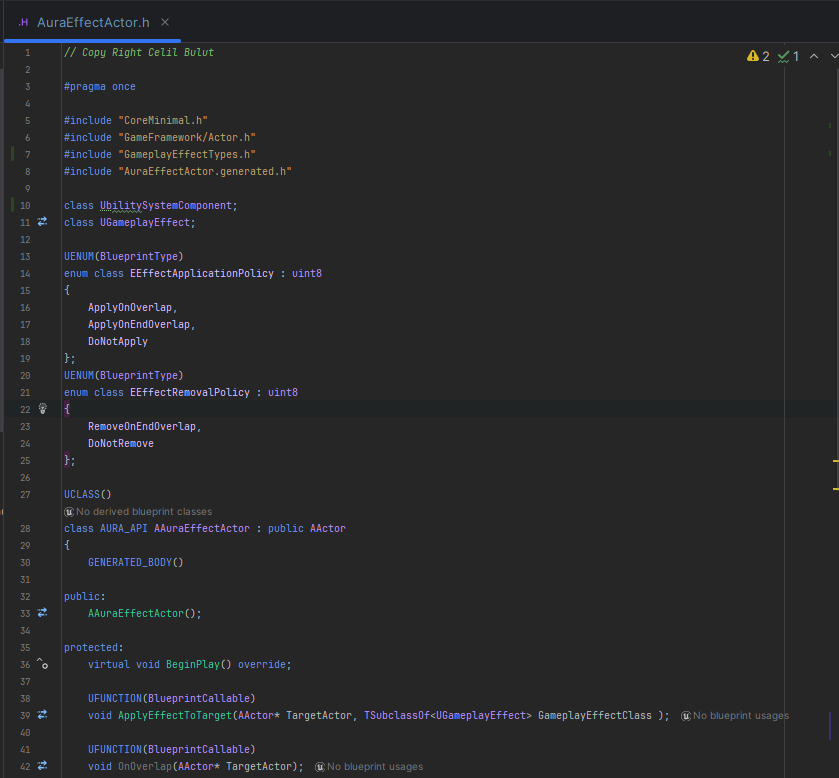 .H AuraEffectActor.h ×
1 // Copy Right Celil Bulut
2 1
2
3 #pragma once
4
5 #include "CoreMinimal.h"
6 #include "GameFramework/Actor.h"
7 #include "GameplayEffectTypes.h"
8 #include "AuraEffectActor.generated.h"
9
10 class UbilitySystemComponent;
11 class UGameplayEffect;
12
13 UENUM(BlueprintType)
14 enum class EEffectApplicationPolicy : uint8
15 {
16 ApplyOnOverlap,
17 ApplyOnEndOverlap,
18 DoNotApply
19 };
20 UENUM(BlueprintType)
21 enum class EEffectRemovalPolicy : uint8
22 {
23 RemoveOnEndOverlap,
24 DoNotRemove
25 };
26
27 UCLASS()
No derived blueprint classes
28 class AURA_API AAuraEffectActor : public AActor
29 {
30 GENERATED_BODY()
31
32 public:
33 AAuraEffectActor();
34
35 protected:
36 virtual void BeginPlay() override;
37
38 UFUNCTION(BlueprintCallable)
39 void ApplyEffectToTarget(AActor* TargetActor, TSubclassOf<UGameplayEffect> GameplayEffectClass ); No blueprint usages
40
41 UFUNCTION(BlueprintCallable)
42 void OnOverlap(AActor* TargetActor); No blueprint usages